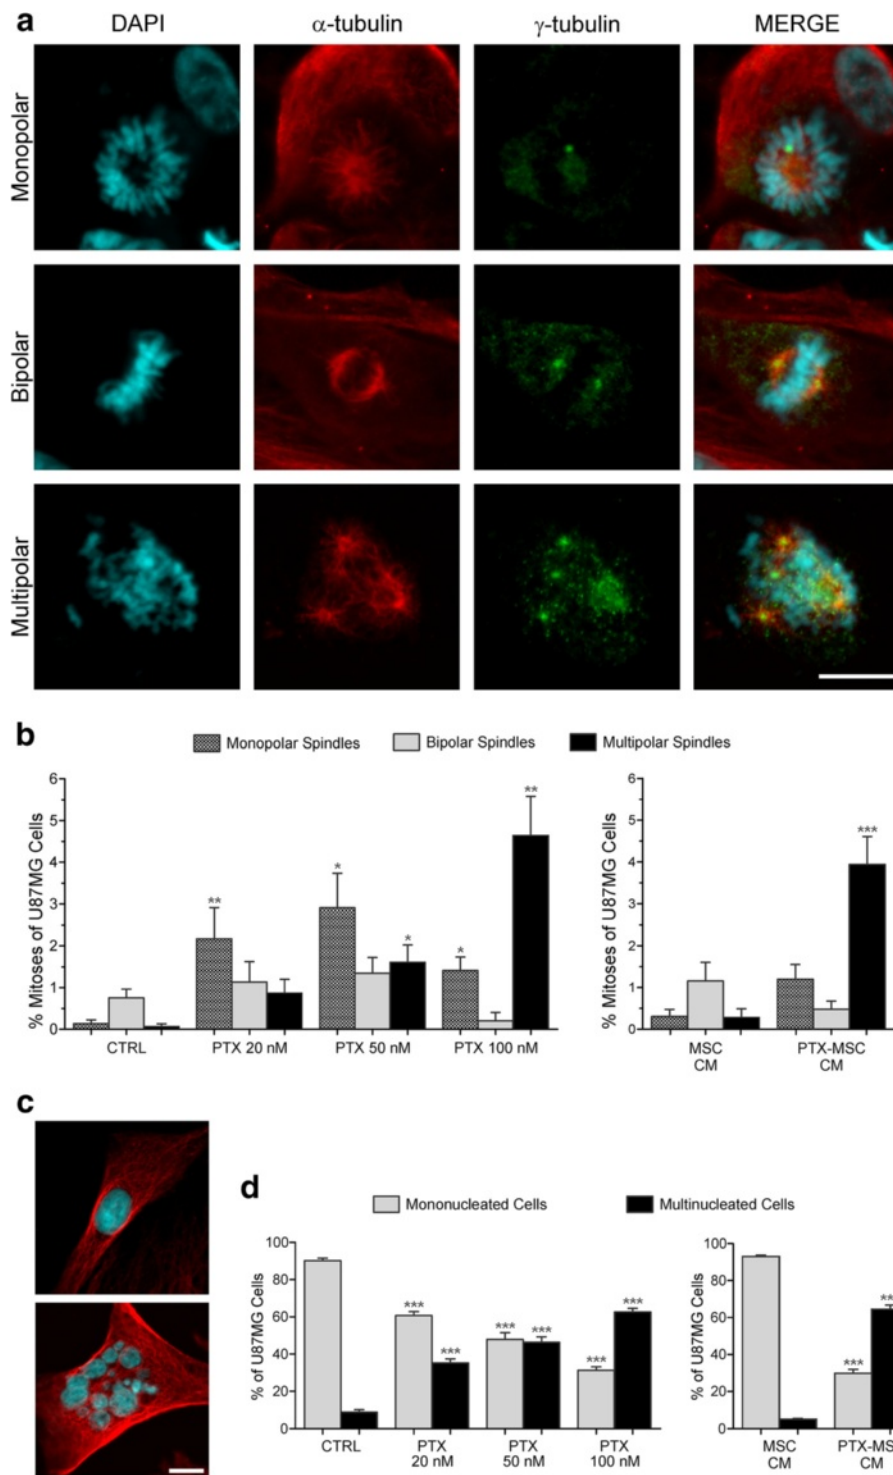 a
DAPI α-tubulin γ-tubulin MERGE
Monopolar
Bipolar
Multipolar
b
Monopolar Spindles Bipolar Spindles Multipolar Spindles
% Mitoses of U87MG Cells
6
5
4
3
2
1
0
** * * * **
CTRL PTX 20 nM PTX 50 nM PTX 100 nM
% Mitoses of U87MG Cells
6
5
4
3
2
1
0
***
MSC PTX-MSC
CM CM
c
d
Mononucleated Cells Multinucleated Cells
% of U87MG Cells
100
80
60
40
20
0
*** *** *** *** *** ***
CTRL PTX PTX PTX
20 nM 50 nM 100 nM
% of U87MG Cells
100
80
60
40
20
0
*** **
MSC PTX-MS
CM CM